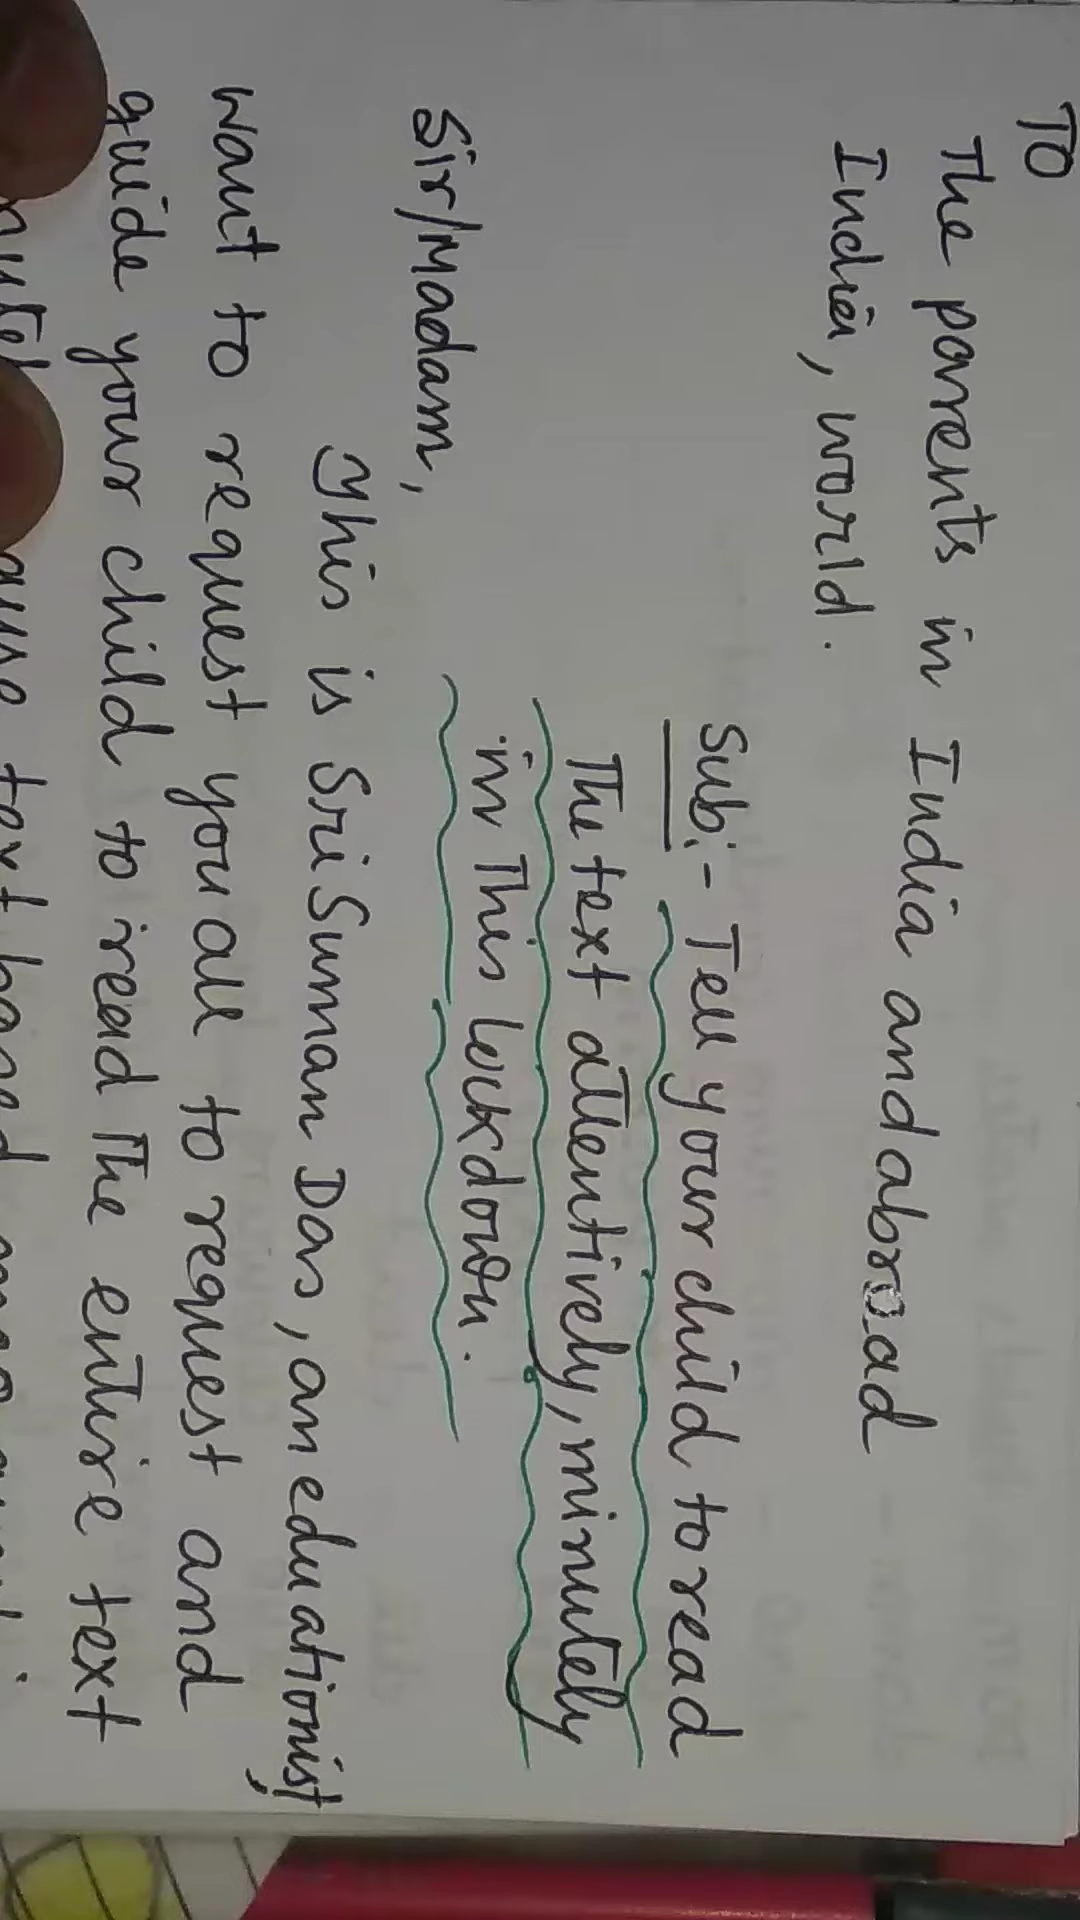 To
The parents in India and abroad
India, world.
Sub:- Tell your child to read
The text attentively, minutely
in This lockdown.
Sir/Madam,
This is Sri Suman Das, an eduationist,
want to request you all to request and
guide your child to read The entire text